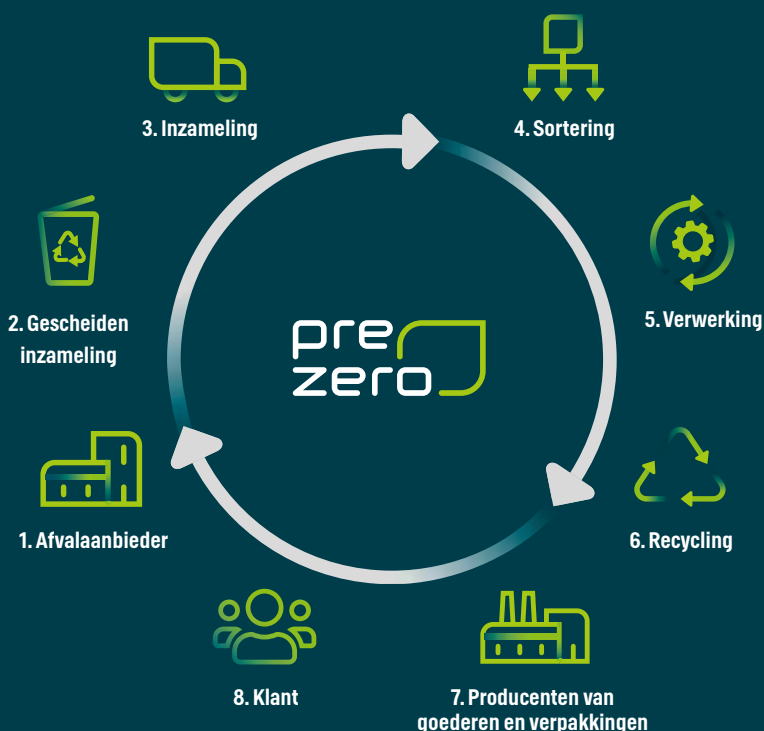 3. Inzameling
4. Sortering
2. Gescheiden
inzameling
5. Verwerking
pre
zero
1. Afvalaanbieder
6. Recycling
8. Klant
7. Producenten van
goederen en verpakkingen